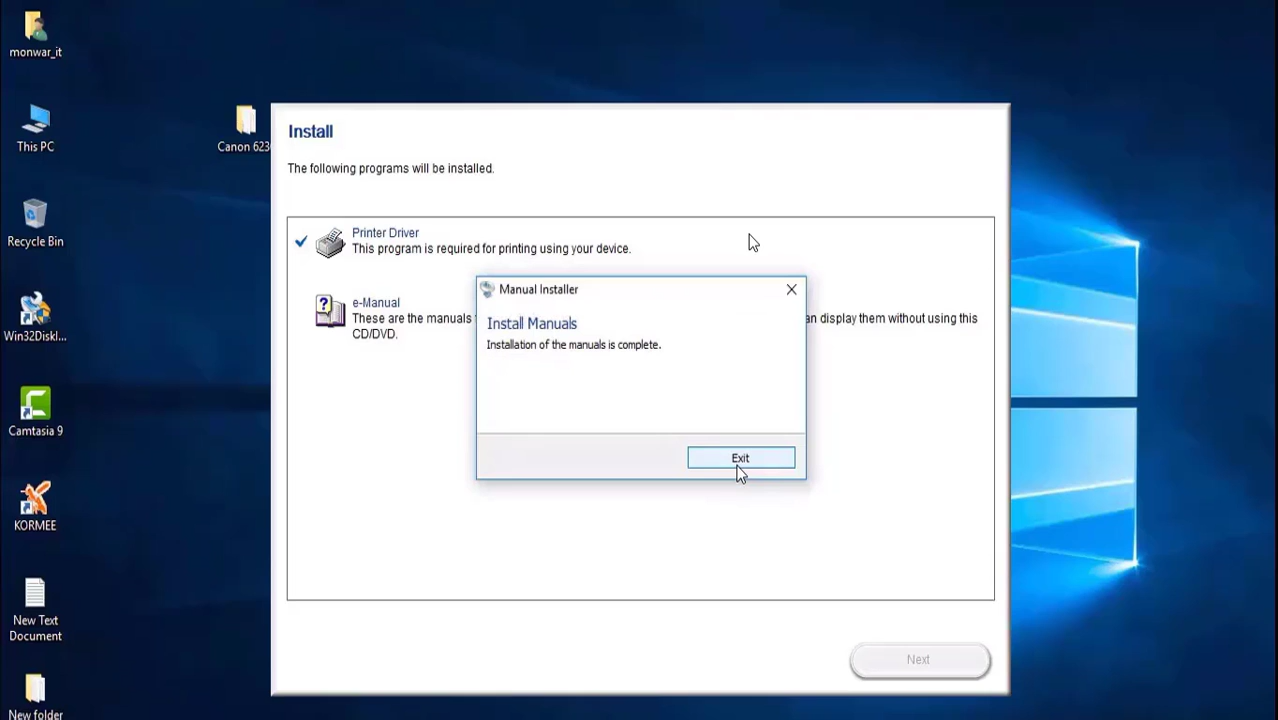 monwar_it
This PC
Recycle Bin
Win32Diskl...
Camtasia 9
KORMEE
New Text
Document
New folder
Canon 623
Install
The following programs will be installed.
Printer Driver
This program is required for printing using your device.
e-Manual
These are the manuals
an display them without using this
CD/DVD.
Manual Installer
Install Manuals
Installation of the manuals is complete.
Exit
Next